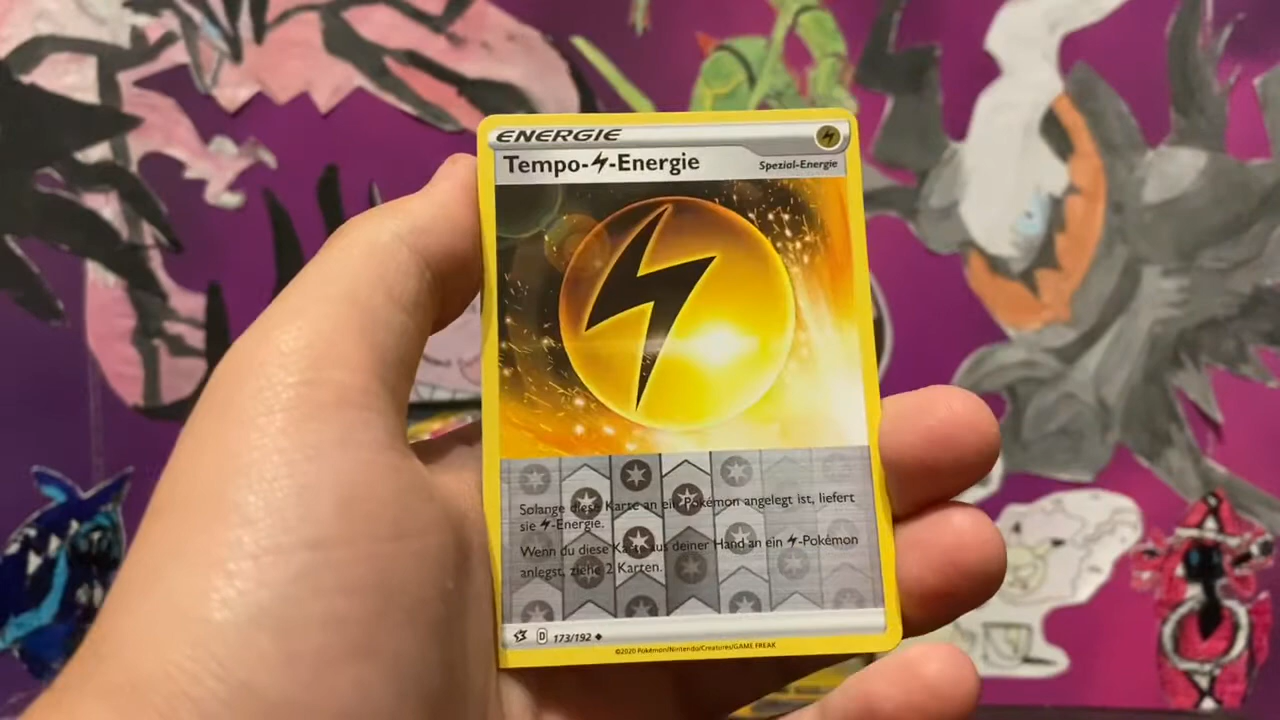 ENERGIE
Tempo-⚡-Energie
Spezial-Energie
Solange diese Karte an ein Pokémon angelegt ist, liefert
sie ⚡-Energie.
Wenn du diese Karte aus deiner Hand an ein ⚡-Pokémon
anlegst, ziehe 2 Karten.
D 173/192
©2020 Pokémon/Nintendo/Creatures/GAME FREAK